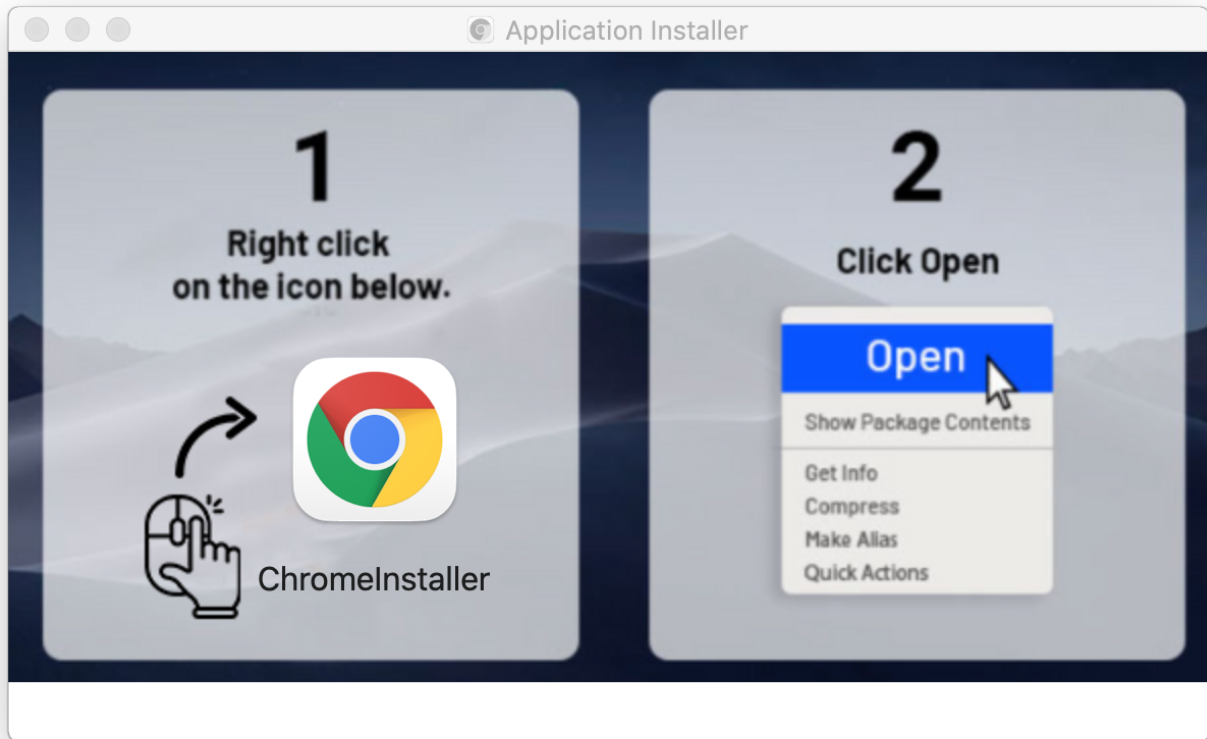 Application Installer
1
Right click
on the icon below.
ChromeInstaller
2
Click Open
Open
Show Package Contents
Get Info
Compress
Make Alias
Quick Actions